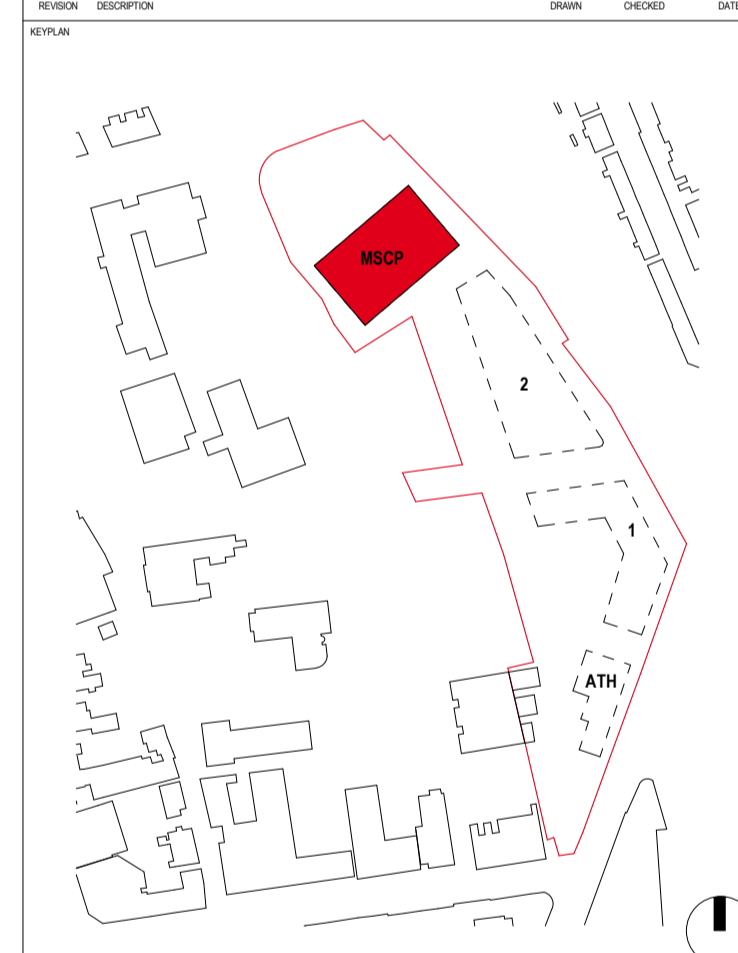 REVISION DESCRIPTION DRAWN CHECKED DATE
KEYPLAN
MSCP
2
1
ATH